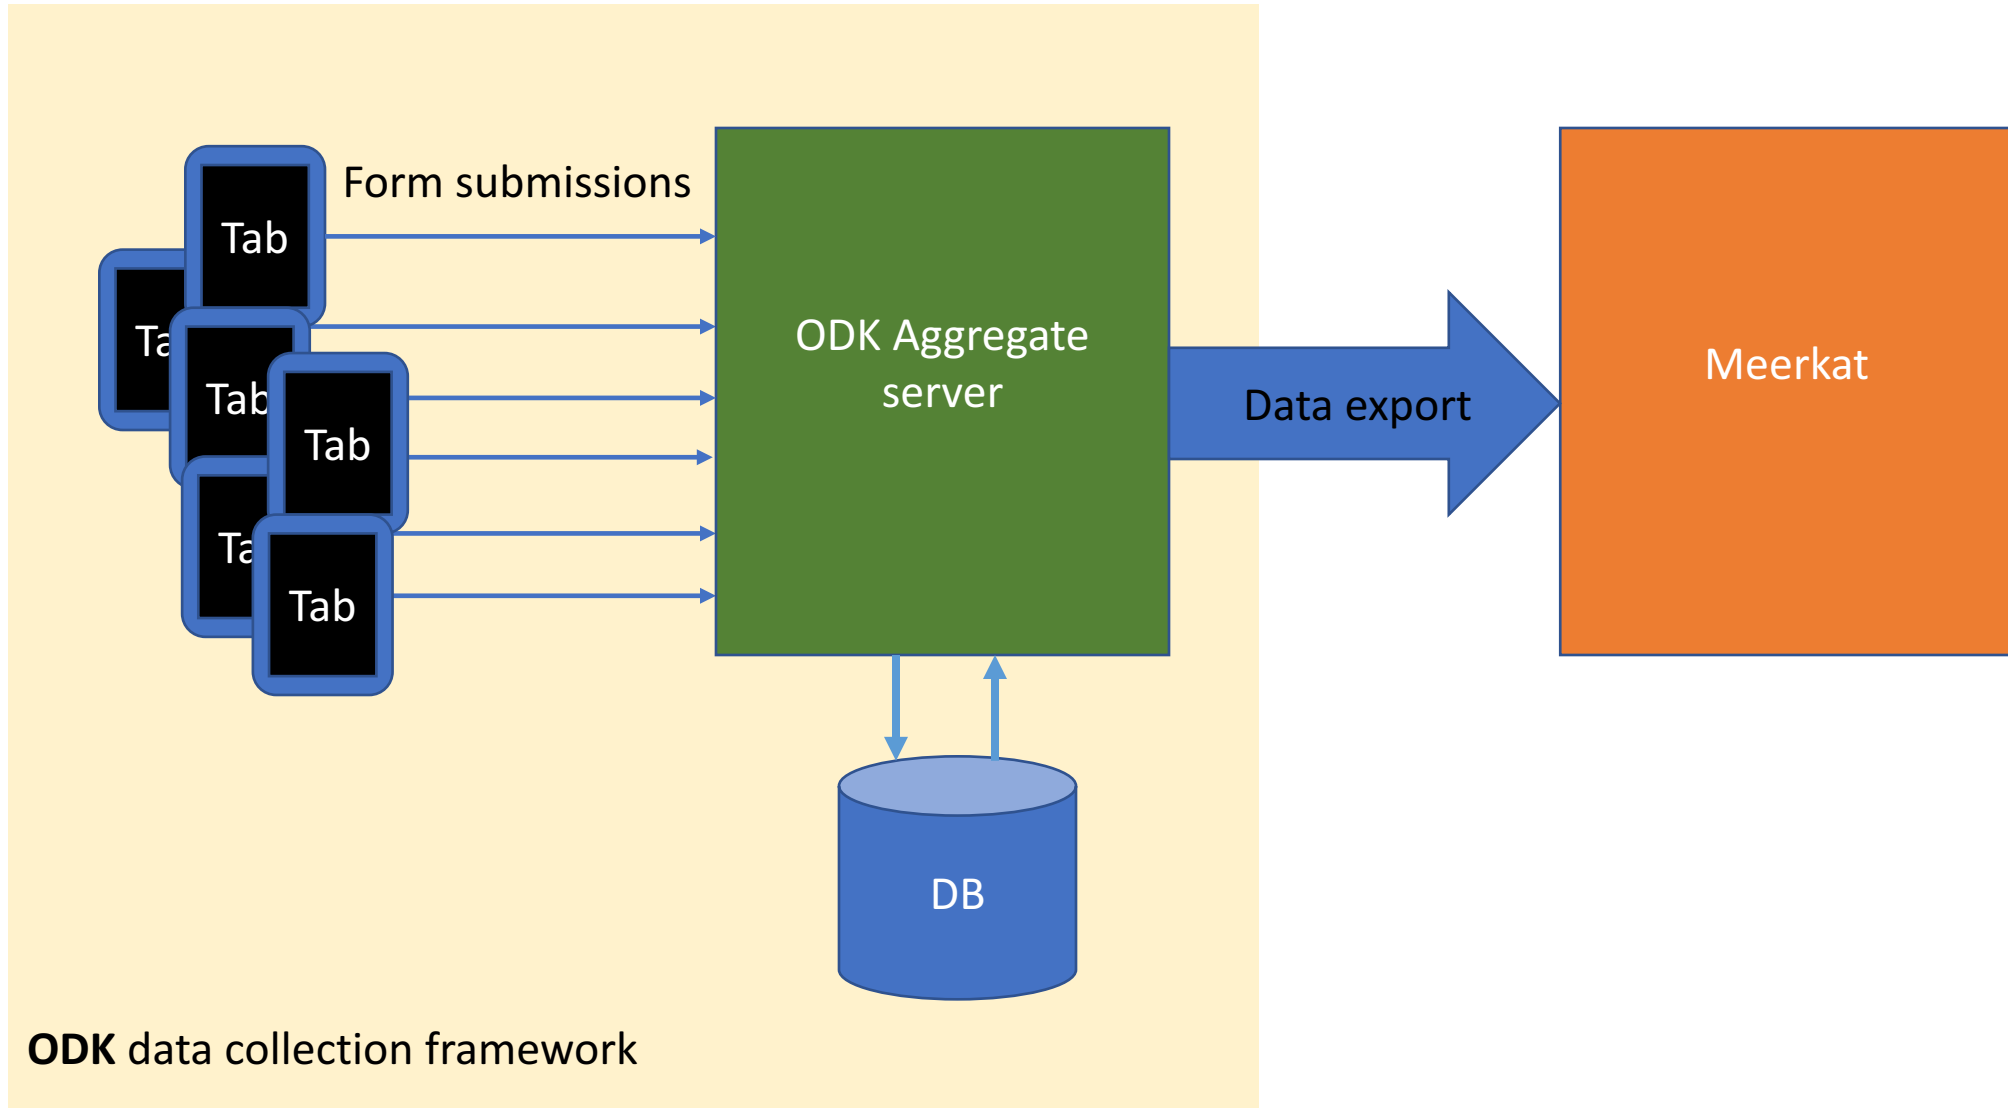 Form submissions
Tab
Ta
Tab
Tab
Ta
Tab
ODK Aggregate
server
Data export
Meerkat
DB
ODK data collection framework